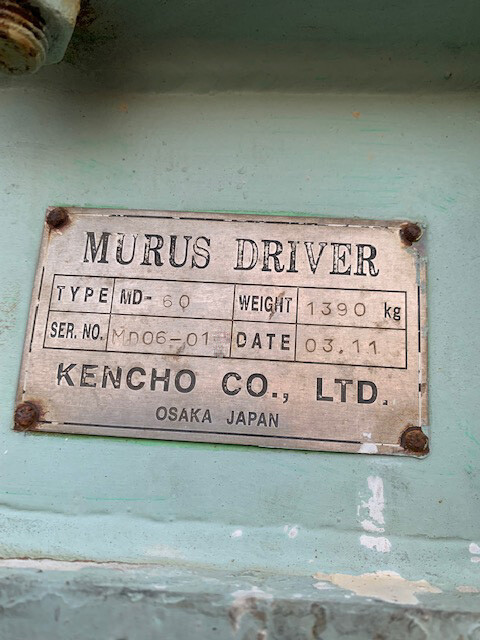 MURUS DRIVER
TYPE MD-60 WEIGHT 1390 kg
SER. NO. MD06-01 DATE 03.11
KENCHO CO., LTD.
OSAKA JAPAN